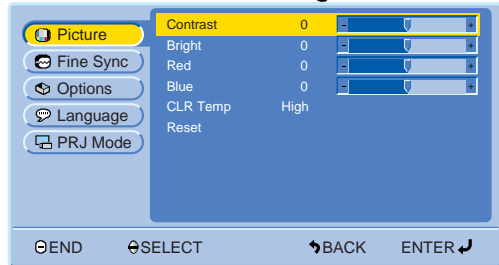 Picture
Fine Sync
Options
Language
PRJ Mode
Contrast 0 - +
Bright 0 - +
Red 0 - +
Blue 0 - +
CLR Temp High
Reset
END SELECT BACK ENTER